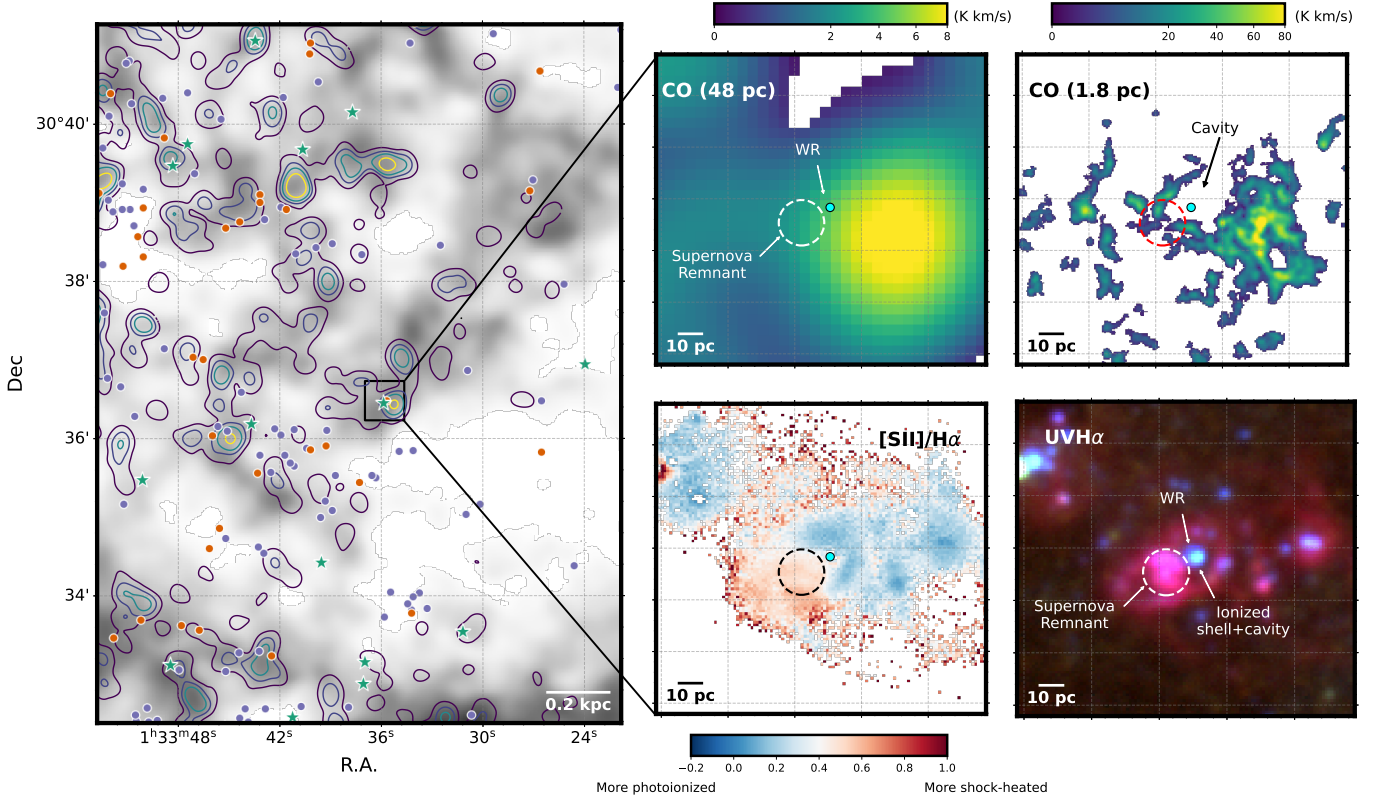 Dec
30°40'
38'
36'
34'
1ʰ33ᵐ48ˢ
42ˢ
36ˢ
30ˢ
24ˢ
R.A.
0.2 kpc
(K km/s)
0
2
4
6
8
CO (48 pc)
WR
Supernova
Remnant
10 pc
(K km/s)
0
20
40
60
80
CO (1.8 pc)
Cavity
10 pc
[SII]/Hα
10 pc
−0.2
0.0
0.2
0.4
0.6
0.8
1.0
More photoionized
More shock-heated
UVHα
WR
Supernova
Remnant
Ionized
shell+cavity
10 pc